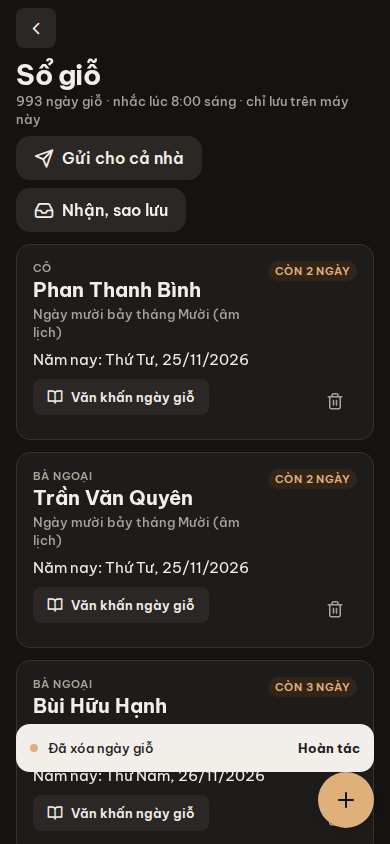 Sổ giỗ
993 ngày giỗ · nhắc lúc 8:00 sáng · chỉ lưu trên máy
này
Gửi cho cả nhà
Nhận, sao lưu
CÔ
CÒN 2 NGÀY
Phan Thanh Bình
Ngày mười bảy tháng Mười (âm
lịch)
Năm nay: Thứ Tư, 25/11/2026
Văn khấn ngày giỗ
BÀ NGOẠI
CÒN 2 NGÀY
Trần Văn Quyên
Ngày mười bảy tháng Mười (âm
lịch)
Năm nay: Thứ Tư, 25/11/2026
Văn khấn ngày giỗ
BÀ NGOẠI
CÒN 3 NGÀY
Bùi Hữu Hạnh
Đã xóa ngày giỗ
Hoàn tác
Năm nay: Thứ Năm, 26/11/2026
Văn khấn ngày giỗ